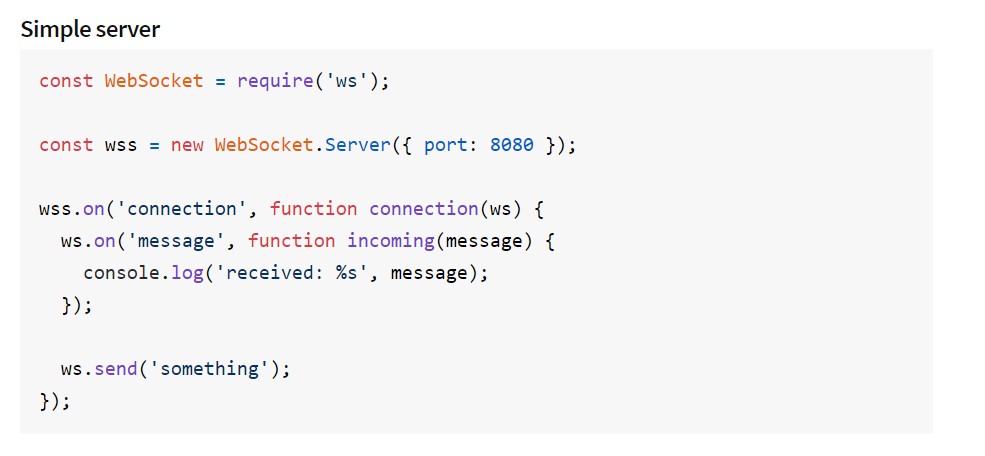 Simple server
const WebSocket = require('ws');
const wss = new WebSocket.Server({ port: 8080 });
wss.on('connection', function connection(ws) {
  ws.on('message', function incoming(message) {
    console.log('received: %s', message);
  });
  ws.send('something');
});